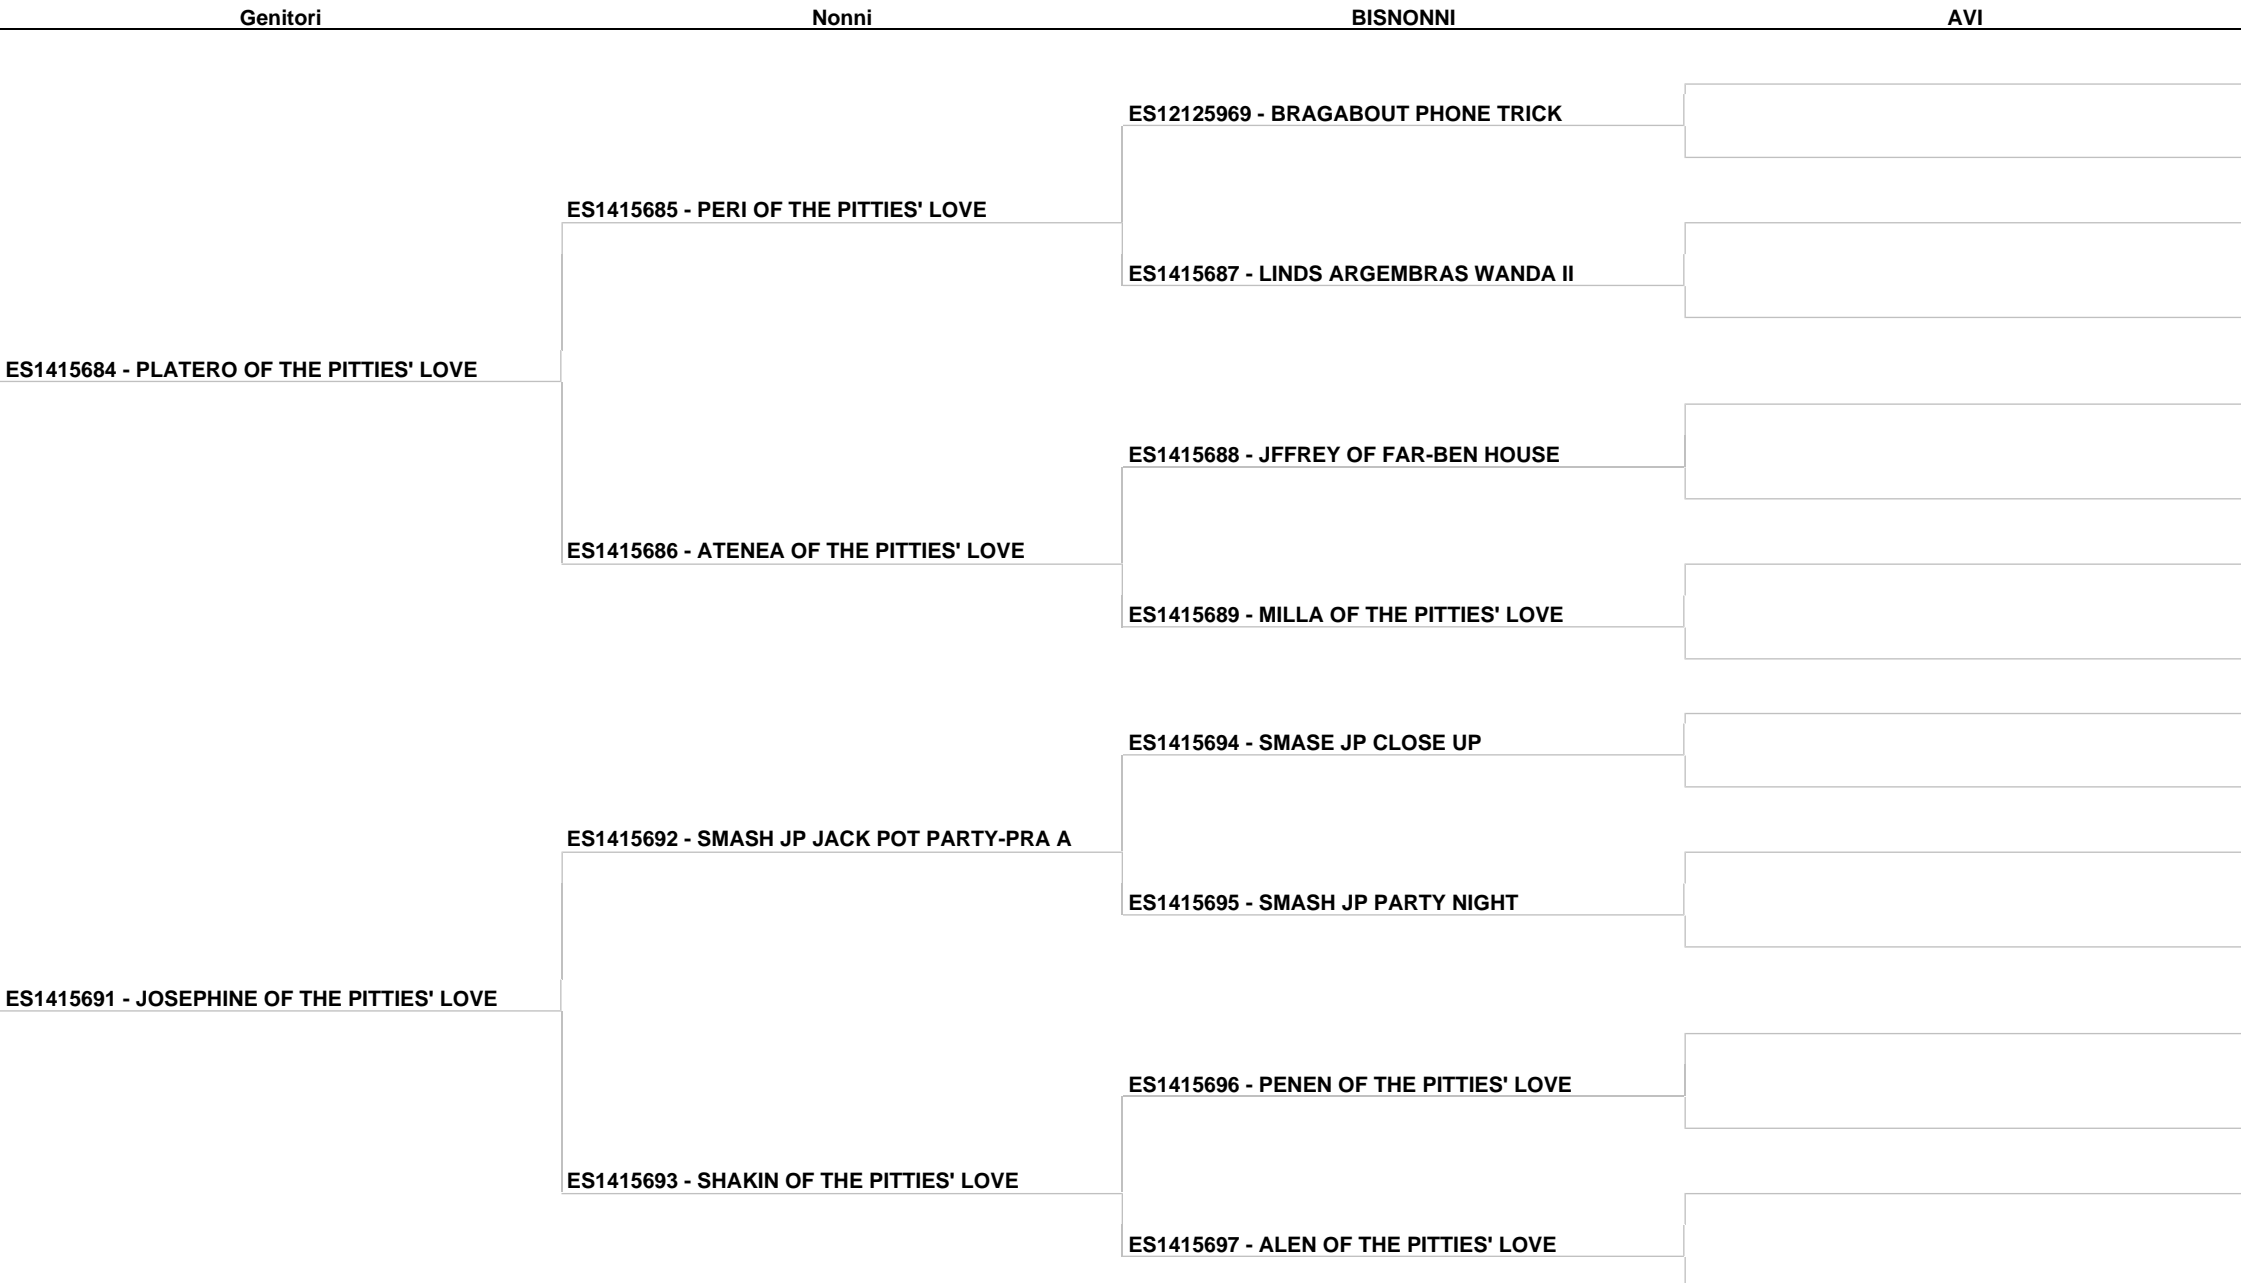 Genitori Nonni BISNONNI AVI
ES12125969 - BRAGABOUT PHONE TRICK
ES1415685 - PERI OF THE PITTIES' LOVE
ES1415687 - LINDS ARGEMBRAS WANDA II
ES1415684 - PLATERO OF THE PITTIES' LOVE
ES1415688 - JFFREY OF FAR-BEN HOUSE
ES1415686 - ATENEA OF THE PITTIES' LOVE
ES1415689 - MILLA OF THE PITTIES' LOVE
ES1415694 - SMASE JP CLOSE UP
ES1415692 - SMASH JP JACK POT PARTY-PRA A
ES1415695 - SMASH JP PARTY NIGHT
ES1415691 - JOSEPHINE OF THE PITTIES' LOVE
ES1415696 - PENEN OF THE PITTIES' LOVE
ES1415693 - SHAKIN OF THE PITTIES' LOVE
ES1415697 - ALEN OF THE PITTIES' LOVE